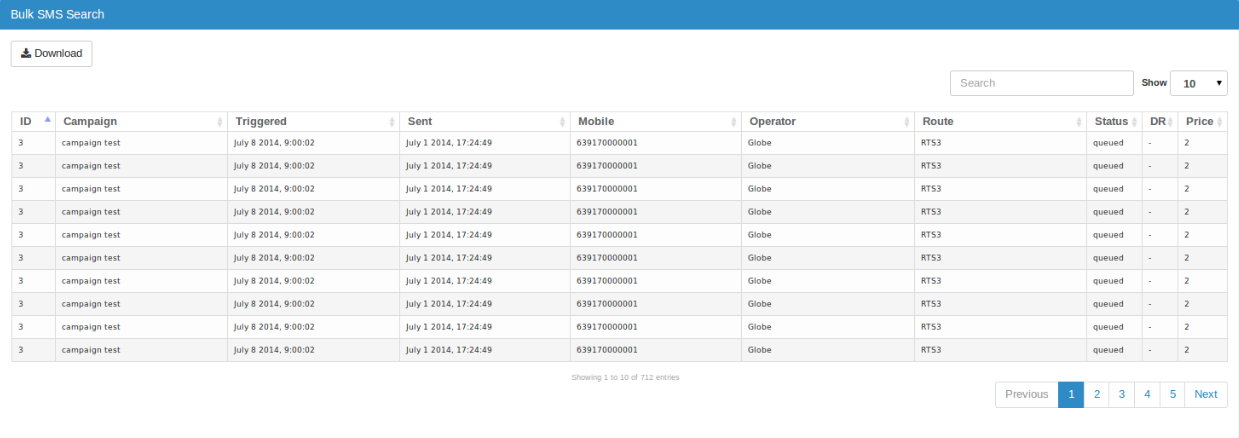 Bulk SMS Search
Download
Search Show 10
ID Campaign Triggered Sent Mobile Operator Route Status DR Price
3 campaign test July 8 2014, 9:00:02 July 1 2014, 17:24:49 639170000001 Globe RTS3 queued - 2
3 campaign test July 8 2014, 9:00:02 July 1 2014, 17:24:49 639170000001 Globe RTS3 queued - 2
3 campaign test July 8 2014, 9:00:02 July 1 2014, 17:24:49 639170000001 Globe RTS3 queued - 2
3 campaign test July 8 2014, 9:00:02 July 1 2014, 17:24:49 639170000001 Globe RTS3 queued - 2
3 campaign test July 8 2014, 9:00:02 July 1 2014, 17:24:49 639170000001 Globe RTS3 queued - 2
3 campaign test July 8 2014, 9:00:02 July 1 2014, 17:24:49 639170000001 Globe RTS3 queued - 2
3 campaign test July 8 2014, 9:00:02 July 1 2014, 17:24:49 639170000001 Globe RTS3 queued - 2
3 campaign test July 8 2014, 9:00:02 July 1 2014, 17:24:49 639170000001 Globe RTS3 queued - 2
3 campaign test July 8 2014, 9:00:02 July 1 2014, 17:24:49 639170000001 Globe RTS3 queued - 2
3 campaign test July 8 2014, 9:00:02 July 1 2014, 17:24:49 639170000001 Globe RTS3 queued - 2
Showing 1 to 10 of 712 entries
Previous 1 2 3 4 5 Next